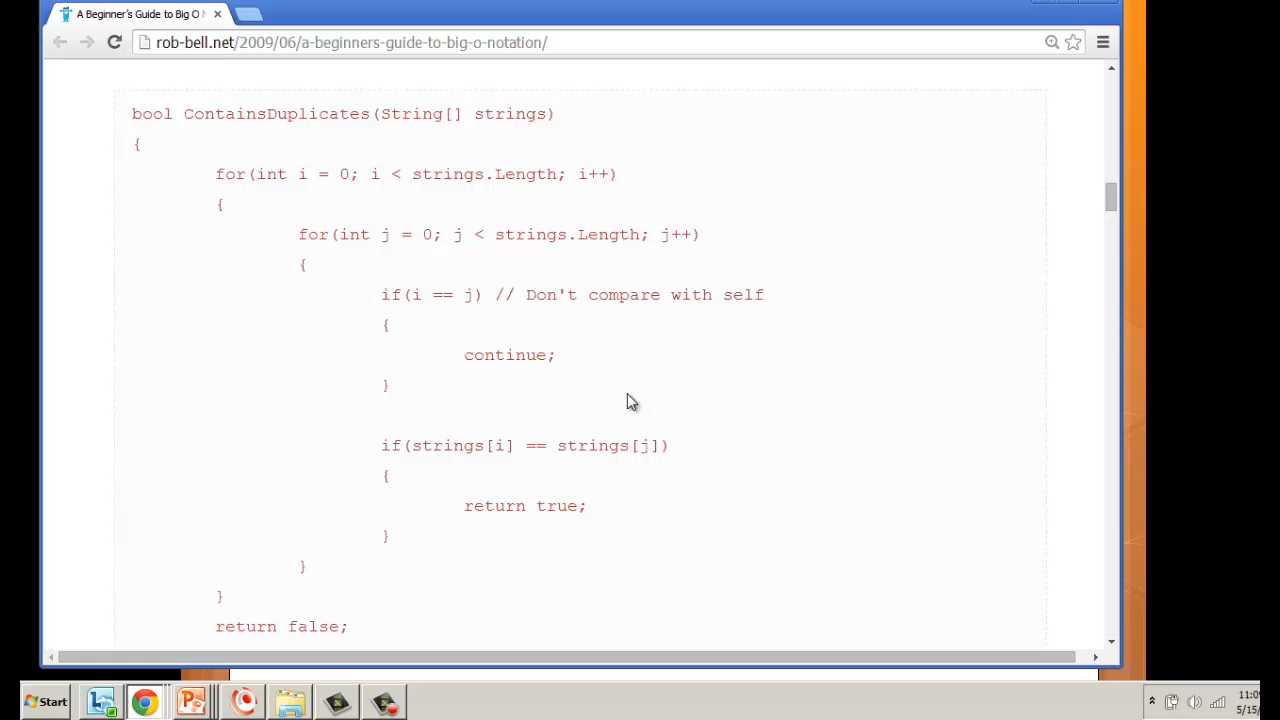 A Beginner's Guide to Big O
rob-bell.net/2009/06/a-beginners-guide-to-big-o-notation/
bool ContainsDuplicates(String[] strings)
{
for(int i = 0; i < strings.Length; i++)
{
for(int j = 0; j < strings.Length; j++)
{
if(i == j) // Don't compare with self
{
continue;
}
if(strings[i] == strings[j])
{
return true;
}
}
}
return false;
Start
5/15/